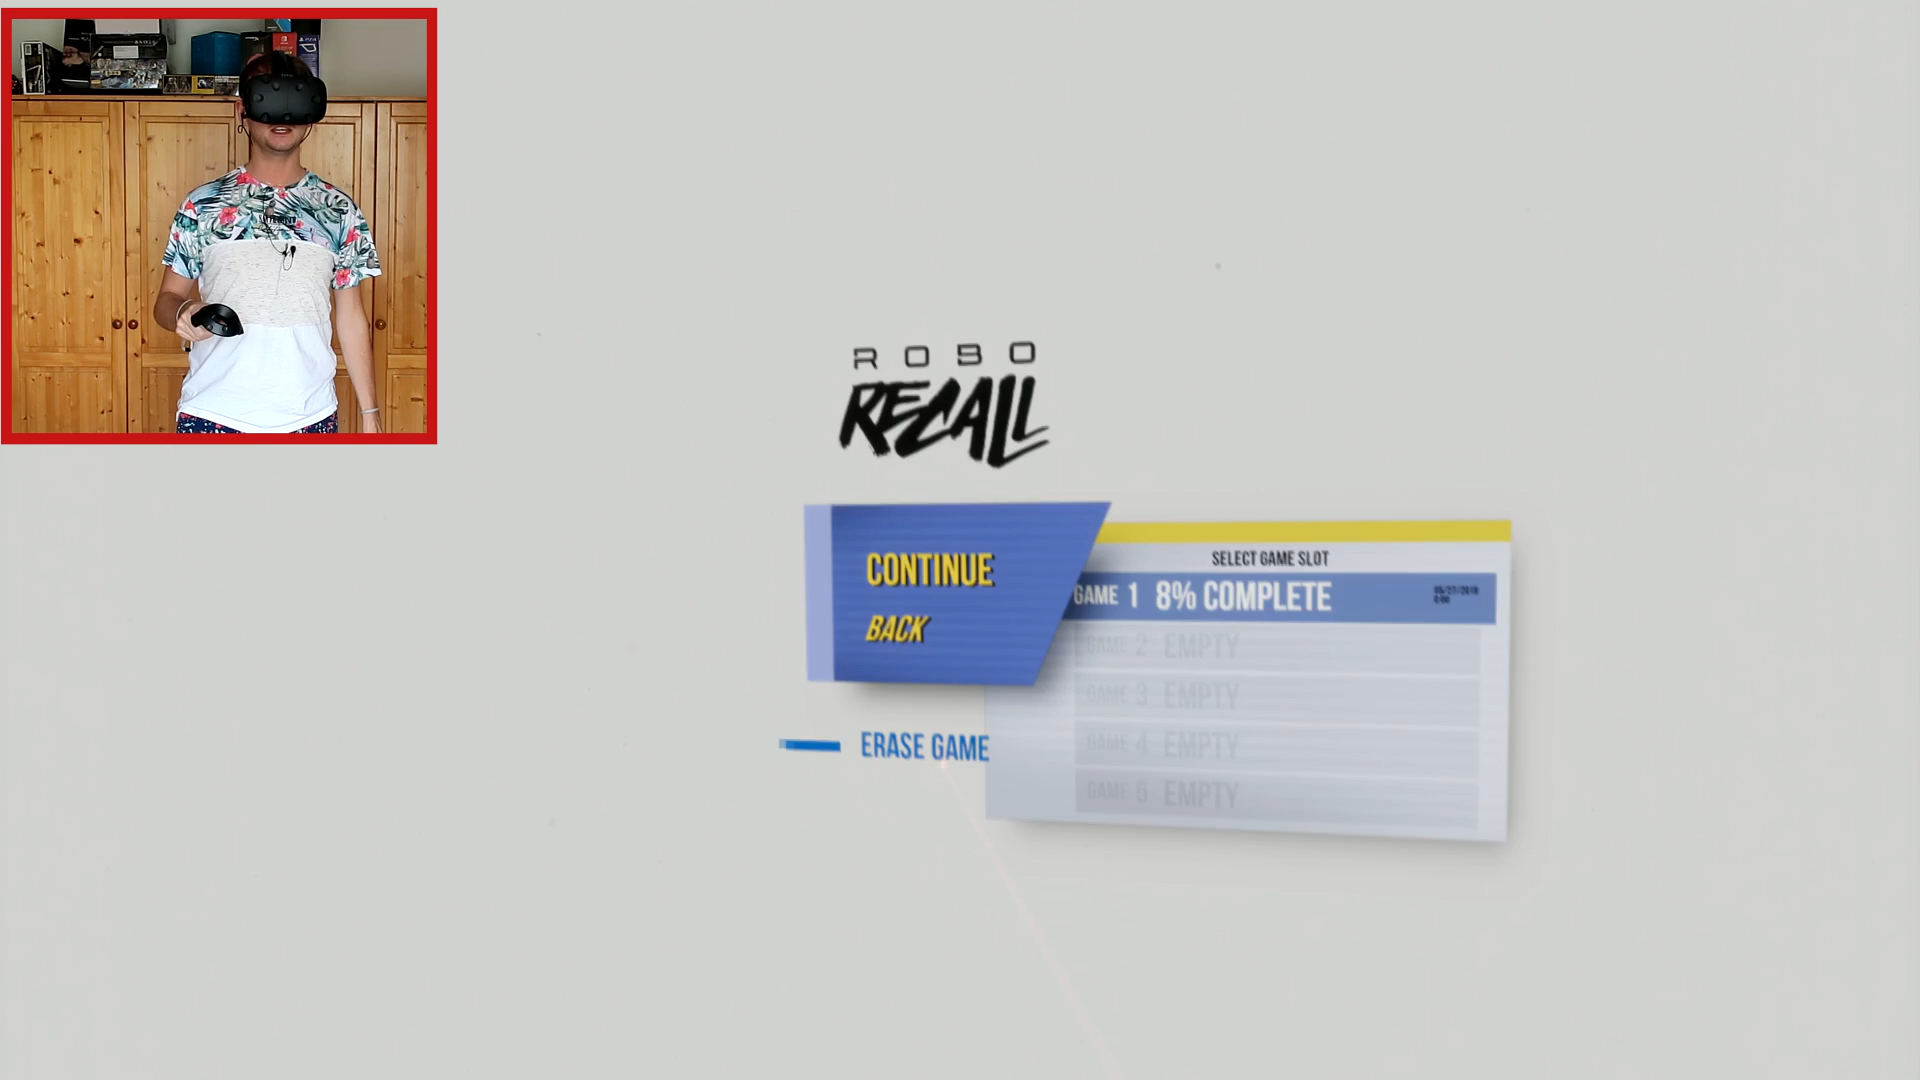 ROBO
RECALL
CONTINUE
BACK
ERASE GAME
SELECT GAME SLOT
GAME 1 8% COMPLETE
GAME 2 EMPTY
GAME 3 EMPTY
GAME 4 EMPTY
GAME 5 EMPTY